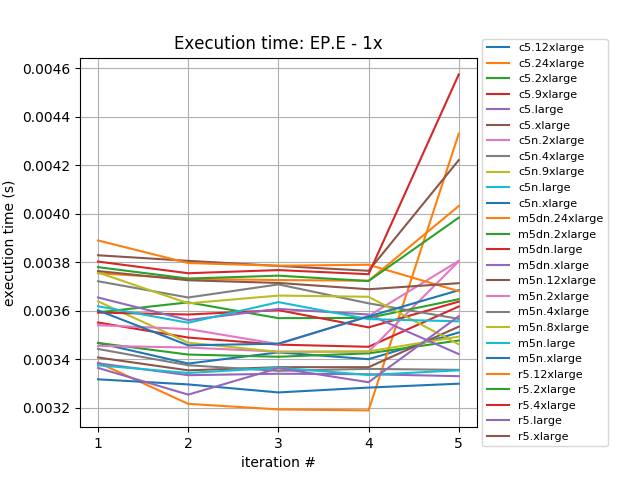 Execution time: EP.E - 1x
execution time (s)
0.0046
0.0044
0.0042
0.0040
0.0038
0.0036
0.0034
0.0032
1
2
3
4
5
iteration #
c5.12xlarge
c5.24xlarge
c5.2xlarge
c5.9xlarge
c5.large
c5.xlarge
c5n.2xlarge
c5n.4xlarge
c5n.9xlarge
c5n.large
c5n.xlarge
m5dn.24xlarge
m5dn.2xlarge
m5dn.large
m5dn.xlarge
m5n.12xlarge
m5n.2xlarge
m5n.4xlarge
m5n.8xlarge
m5n.large
m5n.xlarge
r5.12xlarge
r5.2xlarge
r5.4xlarge
r5.large
r5.xlarge